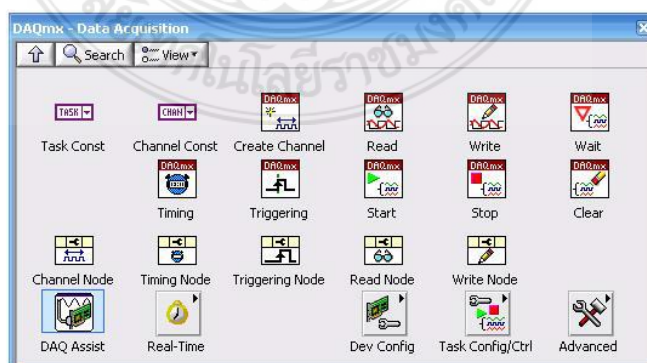 DAQmx - Data Acquisition
Search View
TASK CHAN DAQmx DAQmx DAQmx DAQmx
Task Const Channel Const Create Channel Read Write Wait
DAQmx DAQmx DAQmx DAQmx DAQmx
Timing Triggering Start Stop Clear
Channel Node Timing Node Triggering Node Read Node Write Node
DAQ Assist Real-Time Dev Config Task Config/Ctrl Advanced